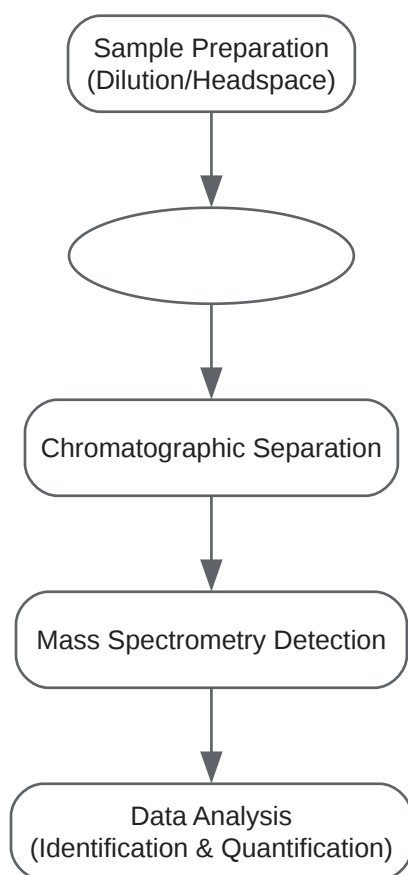 Sample Preparation
(Dilution/Headspace)
Chromatographic Separation
Mass Spectrometry Detection
Data Analysis
(Identification & Quantification)